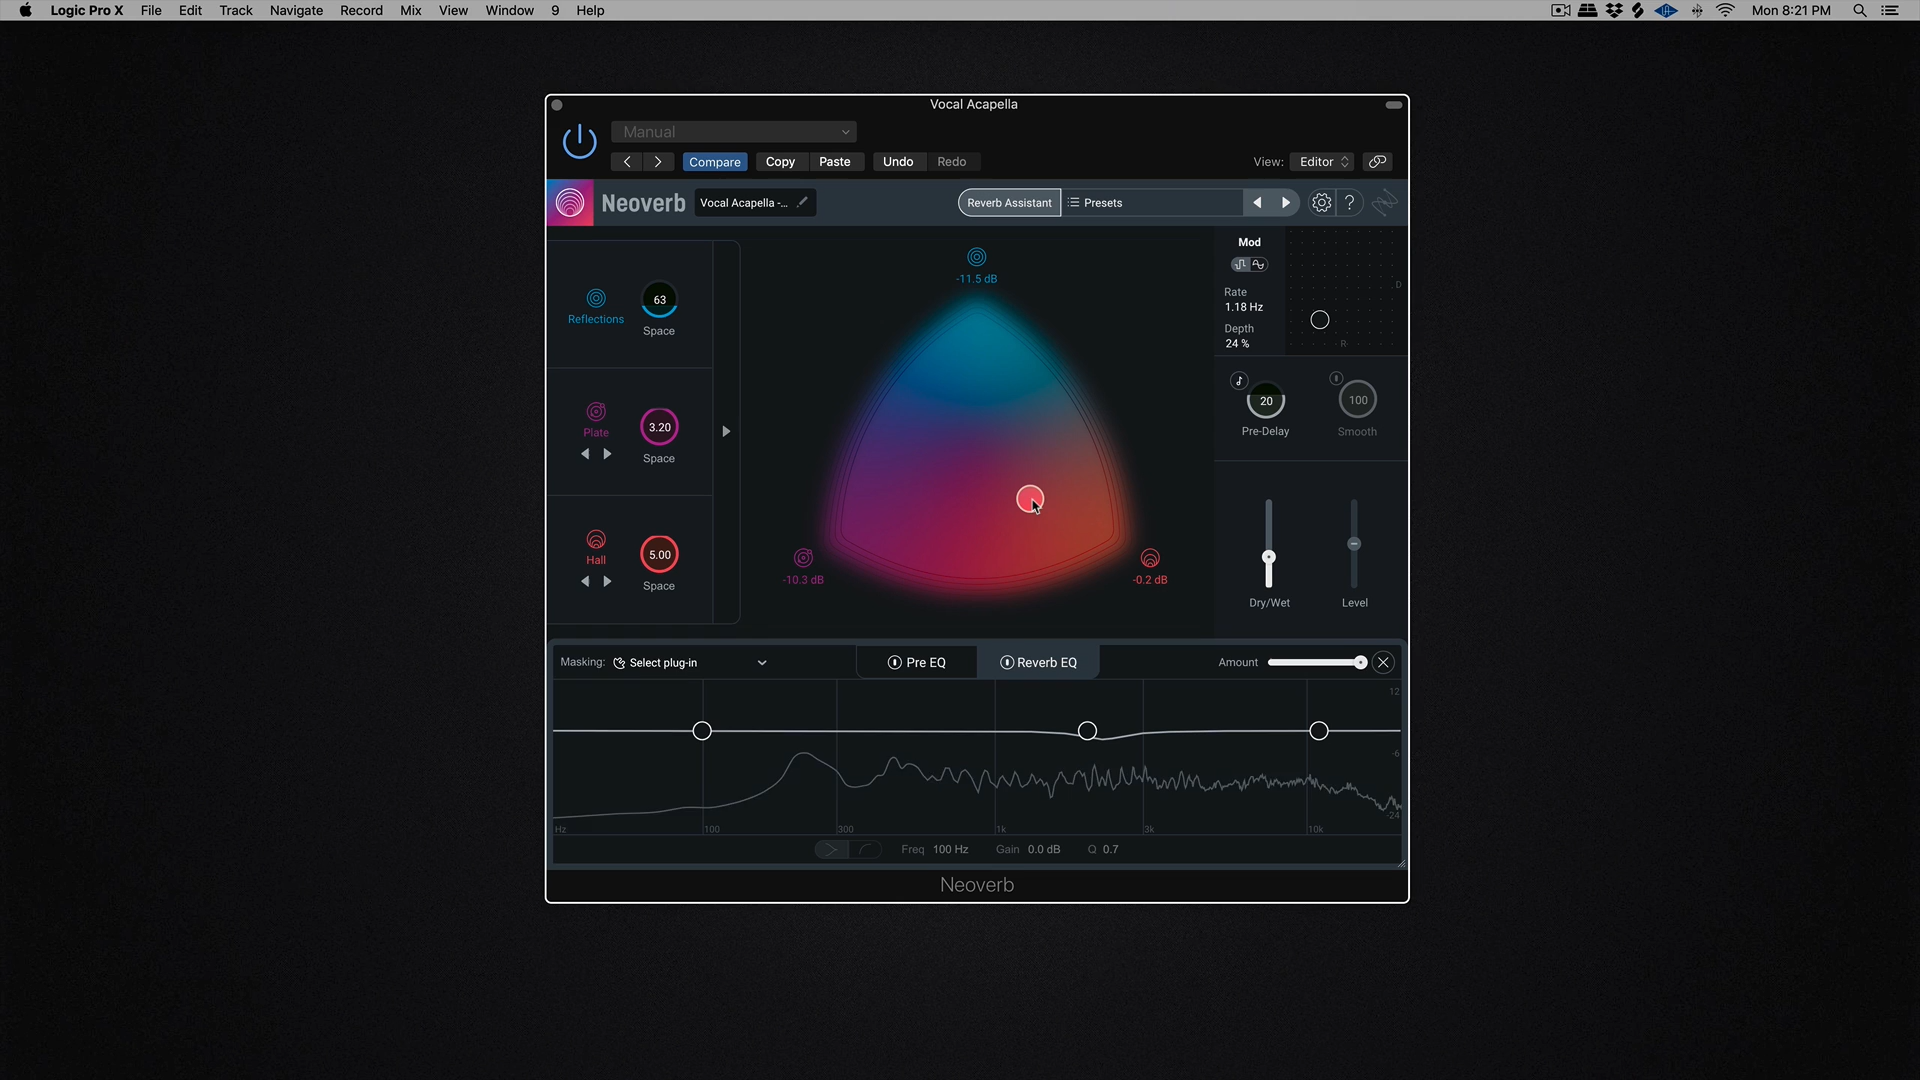 Logic Pro X File Edit Track Navigate Record Mix View Window 9 Help Mon 8:21 PM
Vocal Acapella
Manual
Compare Copy Paste Undo Redo View: Editor
Neoverb Vocal Acapella -... Reverb Assistant Presets ?
Mod
Rate
1.18 Hz
Depth
24 %
D
R
-11.5 dB
Reflections
63
Space
Plate
3.20
Space
Hall
5.00
Space
-10.3 dB
-0.2 dB
20
Pre-Delay
100
Smooth
Dry/Wet
Level
Masking: Select plug-in Pre EQ Reverb EQ Amount
12
-6
-24
Hz 100 300 1k 3k 10k
Freq 100 Hz Gain 0.0 dB Q 0.7
Neoverb